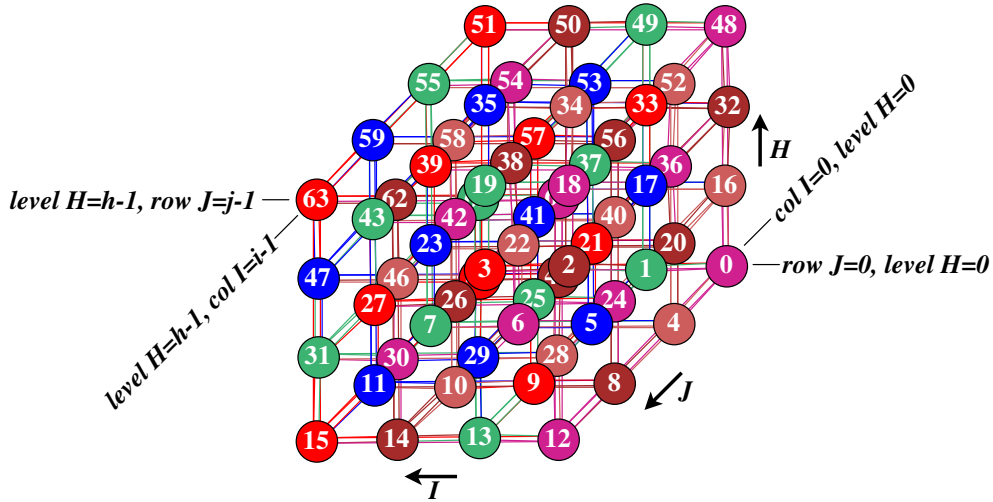 51 50 49 48
55 54 53 52
35 34 33 32
59 58 57 56
H
39 38 37 36
col I=0, level H=0
19 18 17 16
level H=h-1, row J=j-1
63 62
43 42 41 40
23 22 21 20
row J=0, level H=0
47 46 3 2 1 0
27 26 25 24
level H=h-1, col I=i-1
7 6 5 4
31 30 29 28
11 10 9 8
J
15 14 13 12
I